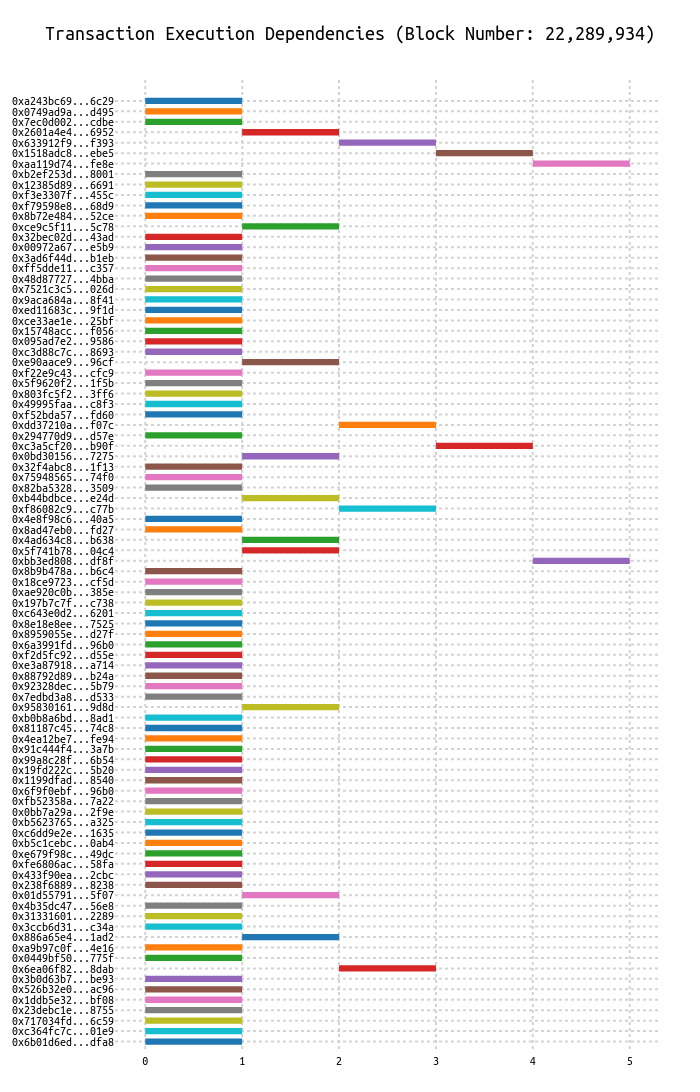 Transaction Execution Dependencies (Block Number: 22,289,934)
0xa243bc69...6c29
0x0749ad9a...d495
0x7ec0d002...cdbe
0x2601a4e4...6952
0x633912f9...f393
0x1518adc8...ebe5
0xaa119d74...fe8e
0xb2ef253d...8001
0x12385d89...6691
0xf3e3307f...455c
0xf79598e8...68d9
0x8b72e484...52ce
0xce9c5f11...5c78
0x32bec02d...43ad
0x00972a67...e5b9
0x3ad6f44d...b1eb
0xff5dde11...c357
0x48d87727...4bba
0x7521c3c5...026d
0x9aca684a...8f41
0xed11683c...9f1d
0xce33ae1e...25bf
0x15748acc...f056
0x095ad7e2...9586
0xc3d88c7c...8693
0xe90aace9...96cf
0xf22e9c43...cfc9
0x5f9620f2...1f5b
0x803fc5f2...3ff6
0x49995faa...c8f3
0xf52bda57...fd60
0xdd37210a...f07c
0x294770d9...d57e
0xc3a5cf20...b90f
0x0bd30156...7275
0x32f4abc8...1f13
0x75948565...74f0
0x82ba5328...3509
0xb44bdbce...e24d
0xf86082c9...c77b
0x4e8f98c6...40a5
0x8ad47eb0...fd27
0x4ad634c8...b638
0x5f741b78...04c4
0xbb3ed808...df8f
0x8b9b478a...b6c4
0x18ce9723...cf5d
0xae920c0b...385e
0x197b7c7f...c738
0xc643e0d2...6201
0x8e18e8ee...7525
0x8959055e...d27f
0x6a3991fd...96b0
0xf2d5fc92...d55e
0xe3a87918...a714
0x88792d89...b24a
0x92328dec...5b79
0x7edbd3a8...d533
0x95830161...9d8d
0xb0b8a6bd...8ad1
0x81187c45...74c8
0x4ea12be7...fe94
0x91c444f4...3a7b
0x99a8c28f...6b54
0x19fd222c...5b20
0x1199dfad...8540
0x6f9f0ebf...96b0
0xfb52358a...7a22
0x0bb7a29a...2f9e
0xb5623765...a325
0xc6dd9e2e...1635
0xb5c1cebc...0ab4
0xe679f98c...49dc
0xfe6806ac...58fa
0x433f90ea...2cbc
0x238f6889...8238
0x01d55791...5f07
0x4b35dc47...56e8
0x31331601...2289
0x3ccb6d31...c34a
0x886a65e4...1ad2
0xa9b97c0f...4e16
0x0449bf50...775f
0x6ea06f82...8dab
0x3b0d63b7...be93
0x526b32e0...ac96
0x1ddb5e32...bf08
0x23debc1e...8755
0x717034fd...6c59
0xc364fc7c...01e9
0x6b01d6ed...dfa8
0 1 2 3 4 5